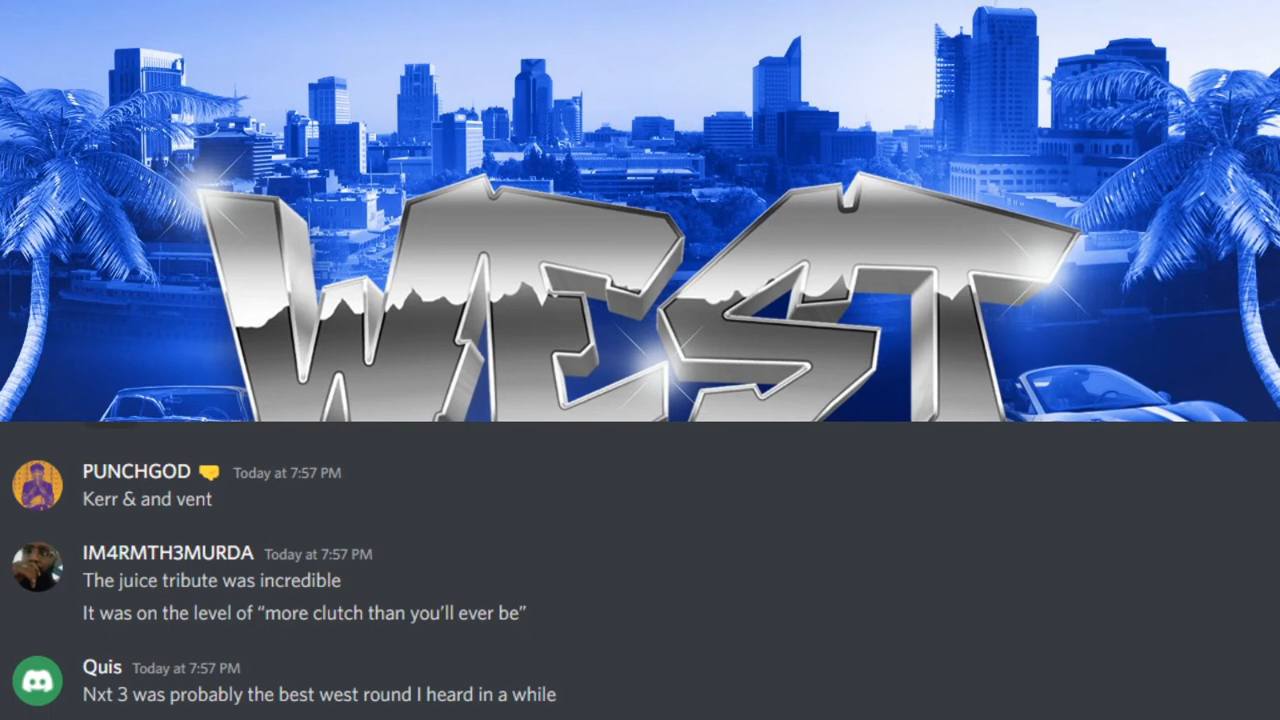 WEST
PUNCHGOD 🤜 Today at 7:57 PM
Kerr & and vent
IM4RMTH3MURDA Today at 7:57 PM
The juice tribute was incredible
It was on the level of “more clutch than you’ll ever be”
Quis Today at 7:57 PM
Nxt 3 was probably the best west round I heard in a while